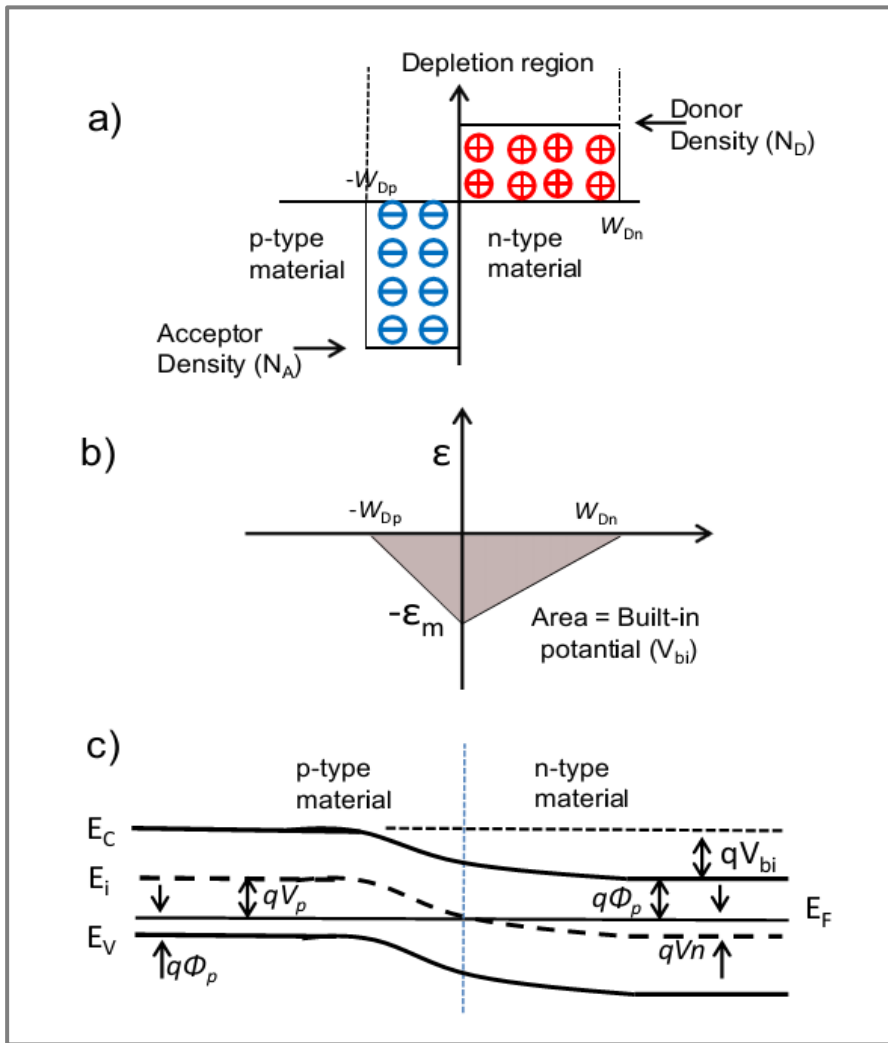 Depletion region
a)
Donor
Density (N_D)
-W_Dp
W_Dn
p-type
material
n-type
material
Acceptor
Density (N_A)
b)
ε
-W_Dp
W_Dn
-ε_m
Area = Built-in
potantial (V_bi)
c)
p-type
material
n-type
material
E_C
qV_bi
E_i
qV_p
qΦ_p
E_F
E_V
qΦ_p
qVn